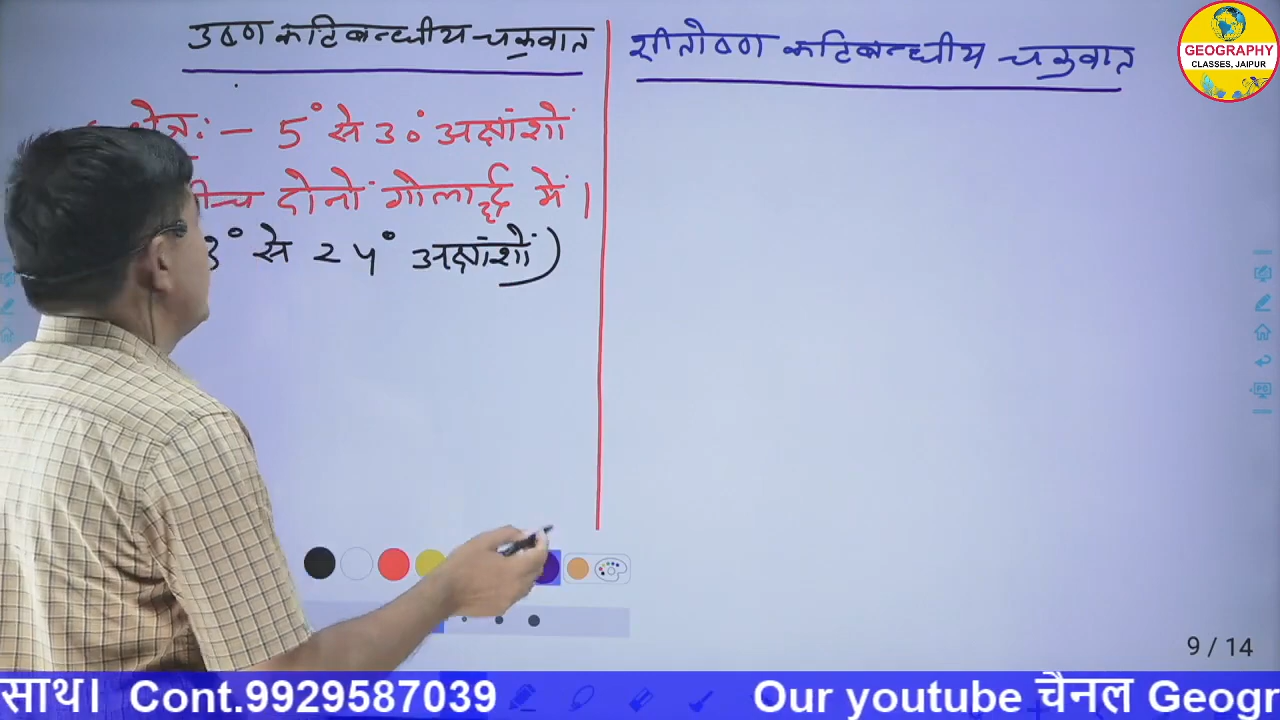 उष्ण कटिबन्धीय चक्रवात
शीतोष्ण कटिबन्धीय चक्रवात
:- 5° से 30° अक्षांशों
दोनों गोलार्द्ध में।
3° से 24° अक्षांशों)
GEOGRAPHY
CLASSES, JAIPUR
9 / 14
साथ। Cont.9929587039 Our youtube चैनल Geogr